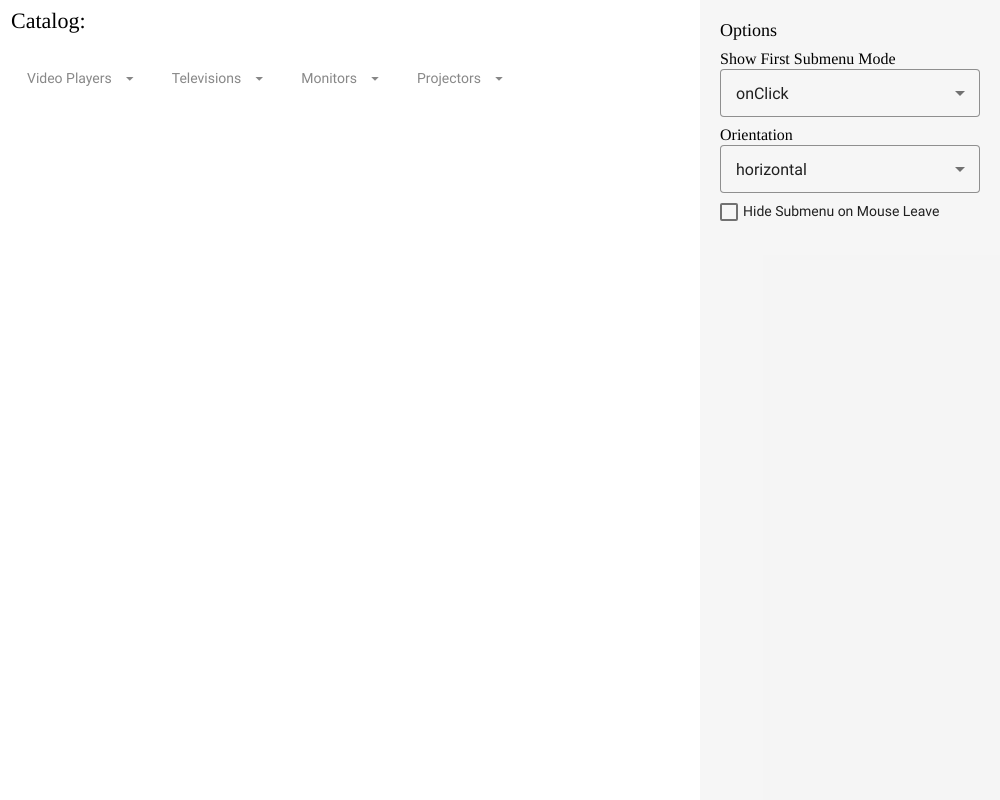 Catalog:
Video Players Televisions Monitors Projectors
Options
Show First Submenu Mode
onClick
Orientation
horizontal
Hide Submenu on Mouse Leave